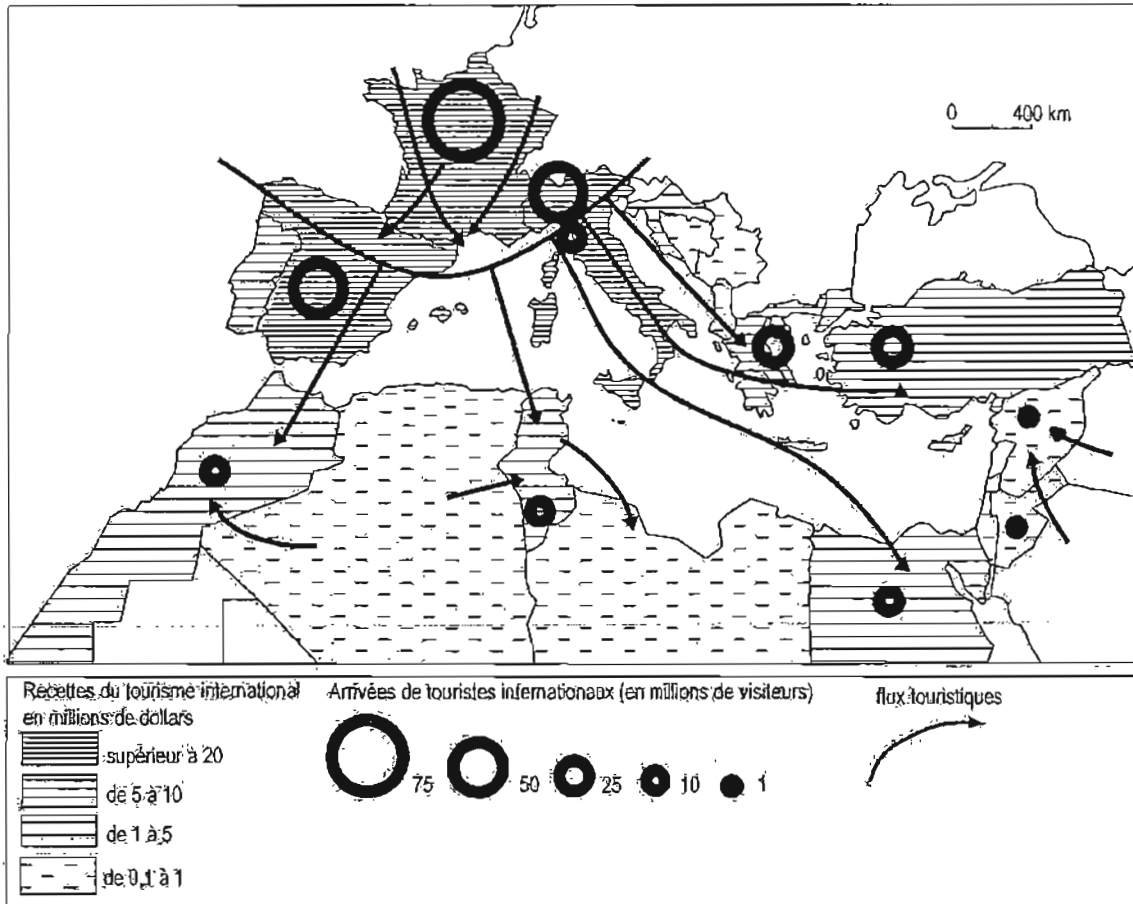 0 400 km
Recettes du tourisme international
en millions de dollars
supérieur à 20
de 5 à 10
de 1 à 5
de 0,1 à 1
Arrivées de touristes internationaux (en millions de visiteurs)
75 50 25 10 1
flux touristiques